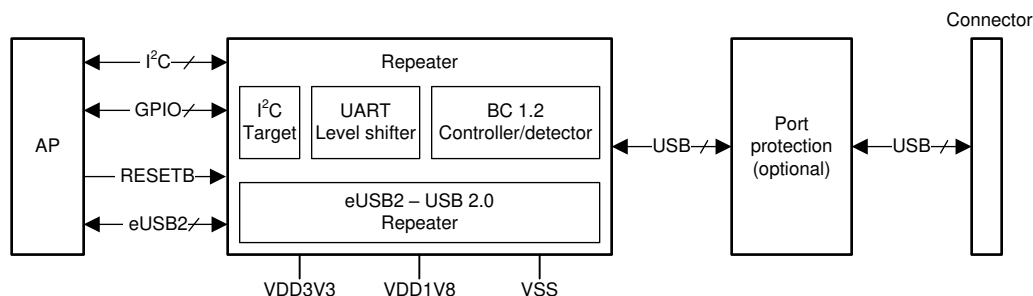 Connector
I²C
Repeater
GPIO
I²C
Target
UART
Level shifter
BC 1.2
Controller/detector
AP
USB
Port
protection
(optional)
USB
RESETB
eUSB2
eUSB2 – USB 2.0
Repeater
VDD3V3
VDD1V8
VSS